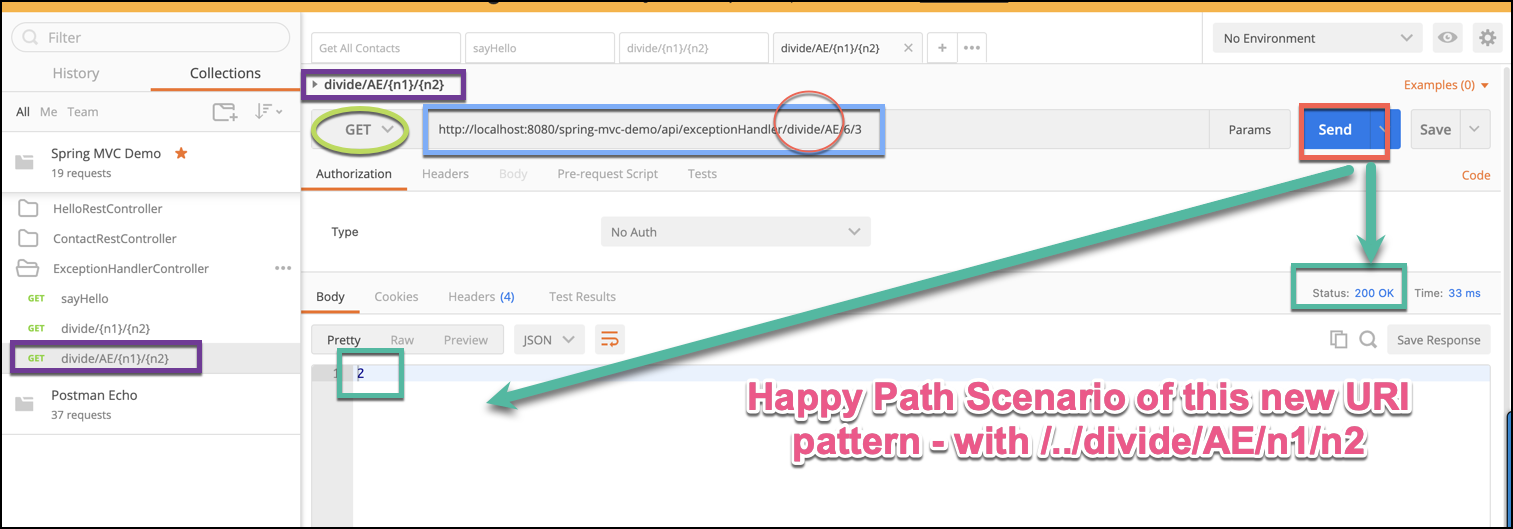 Filter
History Collections
All Me Team
Spring MVC Demo
19 requests
HelloRestController
ContactRestController
ExceptionHandlerController
GET sayHello
GET divide/{n1}/{n2}
GET divide/AE/{n1}/{n2}
Postman Echo
37 requests
Get All Contacts sayHello divide/{n1}/{n2} divide/AE/{n1}/{n2}
No Environment
divide/AE/{n1}/{n2}
Examples (0)
GET http://localhost:8080/spring-mvc-demo/api/exceptionHandler/divide/AE/6/3 Params Send Save
Authorization Headers Body Pre-request Script Tests Code
Type No Auth
Body Cookies Headers (4) Test Results Status: 200 OK Time: 33 ms
Pretty Raw Preview JSON Save Response
1 2
Happy Path Scenario of this new URI
pattern - with /../divide/AE/n1/n2